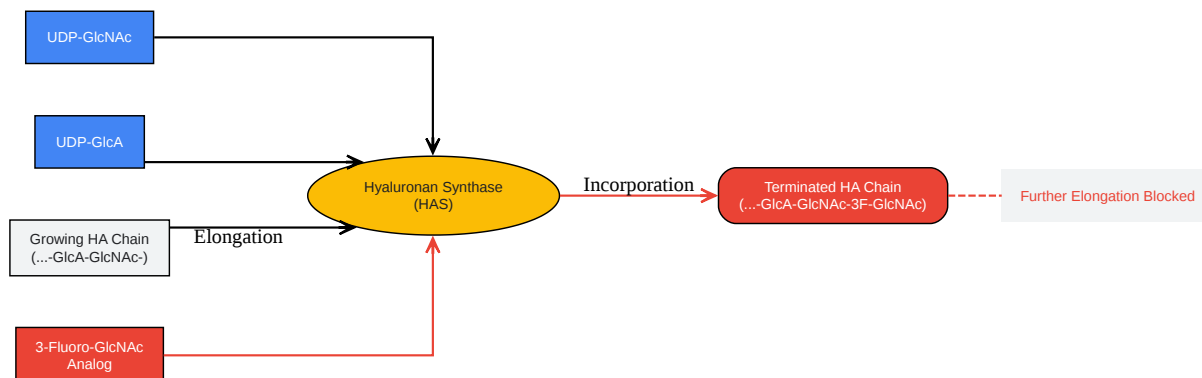 UDP-GlcNAc
UDP-GlcA
Hyaluronan Synthase
(HAS)
Incorporation
Terminated HA Chain
(...-GlcA-GlcNAc-3F-GlcNAc)
Further Elongation Blocked
Growing HA Chain
(...-GlcA-GlcNAc-)
Elongation
3-Fluoro-GlcNAc
Analog